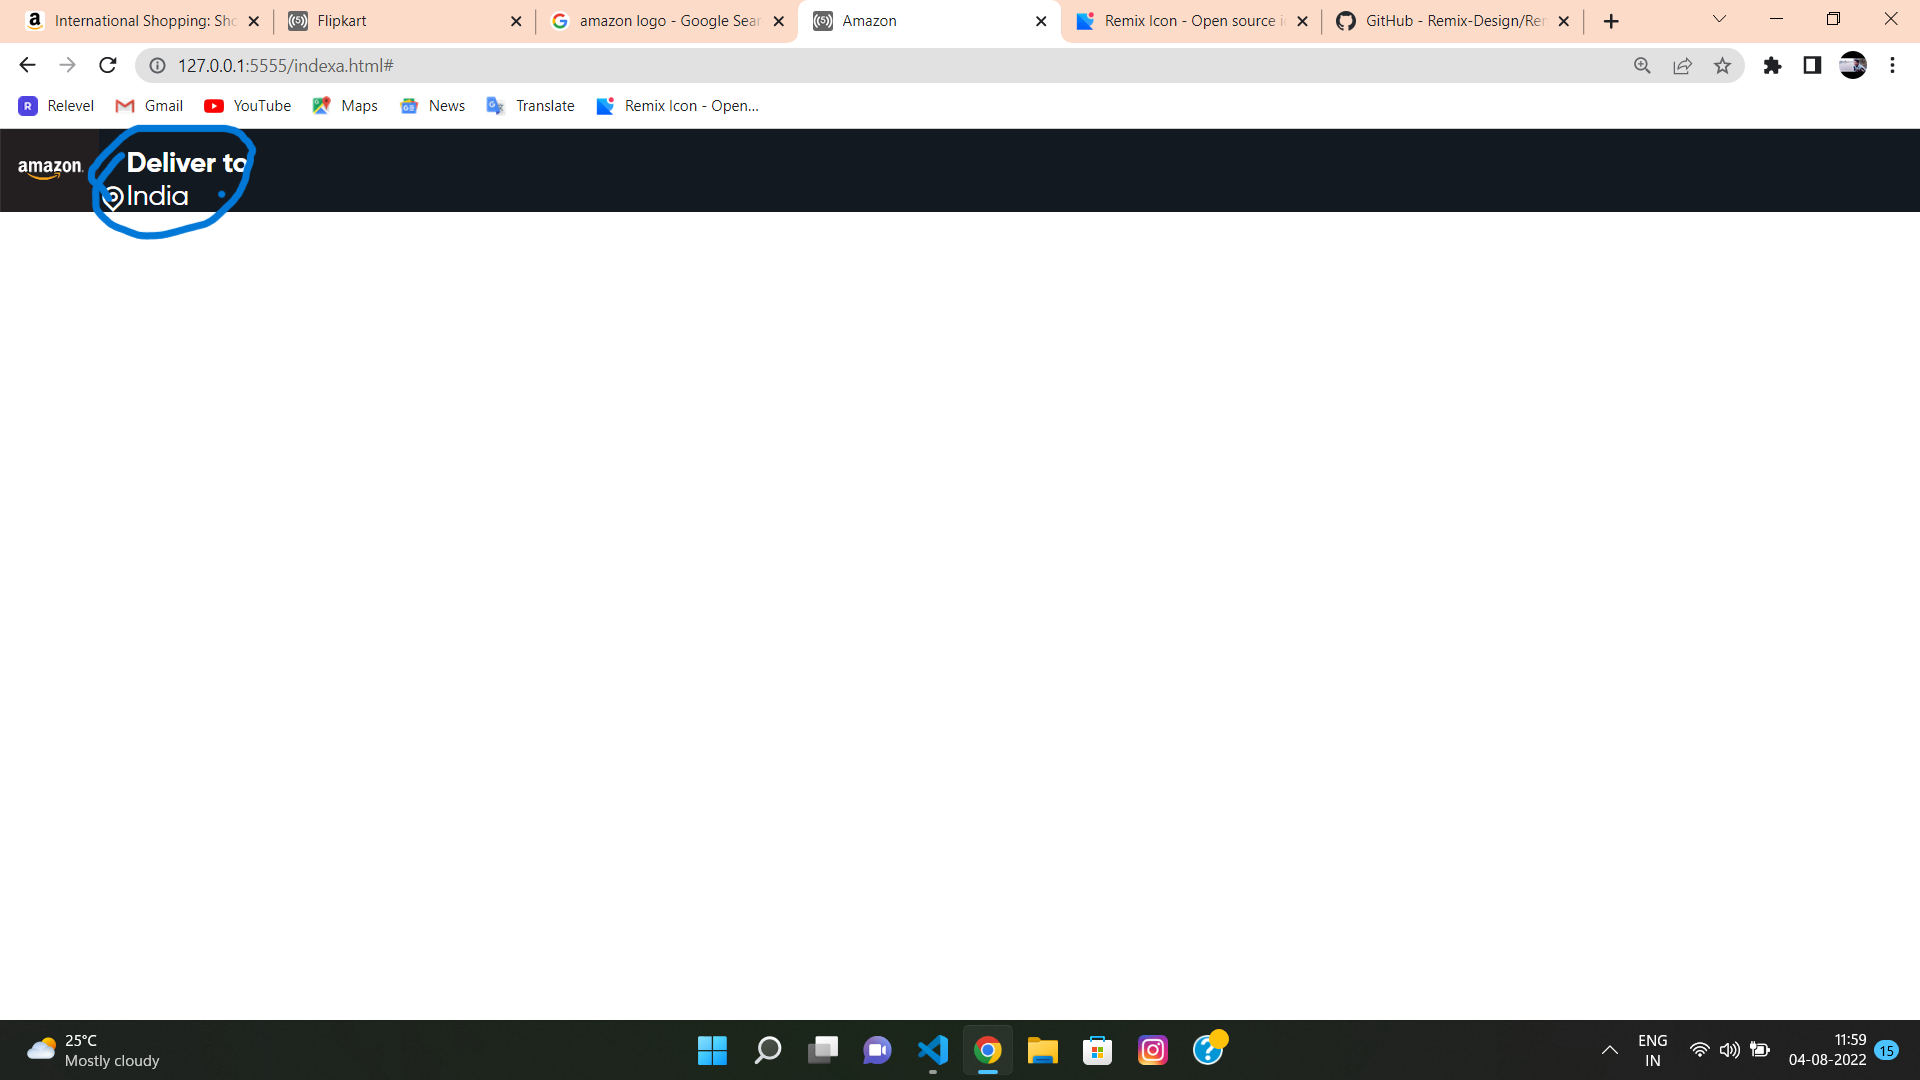 International Shopping: Sho
Flipkart
amazon logo - Google Sear
Amazon
Remix Icon - Open source ic
GitHub - Remix-Design/Rem
127.0.0.1:5555/indexa.html#
Relevel
Gmail
YouTube
Maps
News
Translate
Remix Icon - Open...
amazon
Deliver to
India
25°C
Mostly cloudy
ENG
IN
11:59
04-08-2022
15